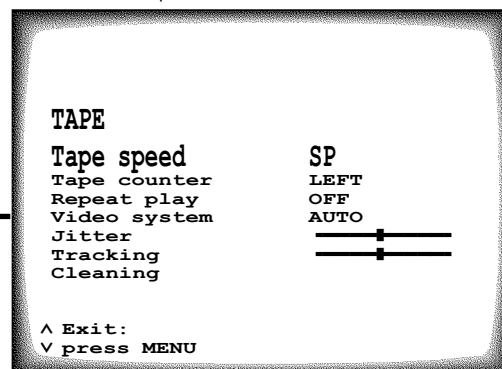 TAPE
Tape speed SP
Tape counter LEFT
Repeat play OFF
Video system AUTO
Jitter
Tracking
Cleaning
∧ Exit:
∨ press MENU